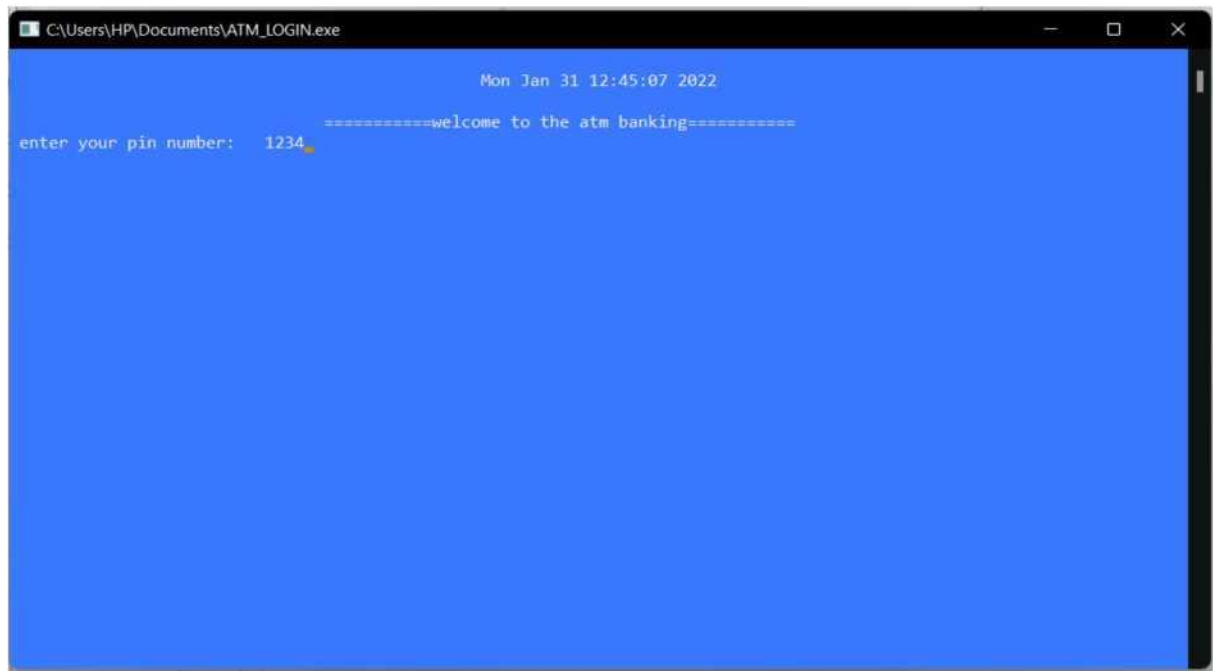 C:\Users\HP\Documents\ATM_LOGIN.exe
Mon Jan 31 12:45:07 2022
===========welcome to the atm banking===========
enter your pin number:   1234